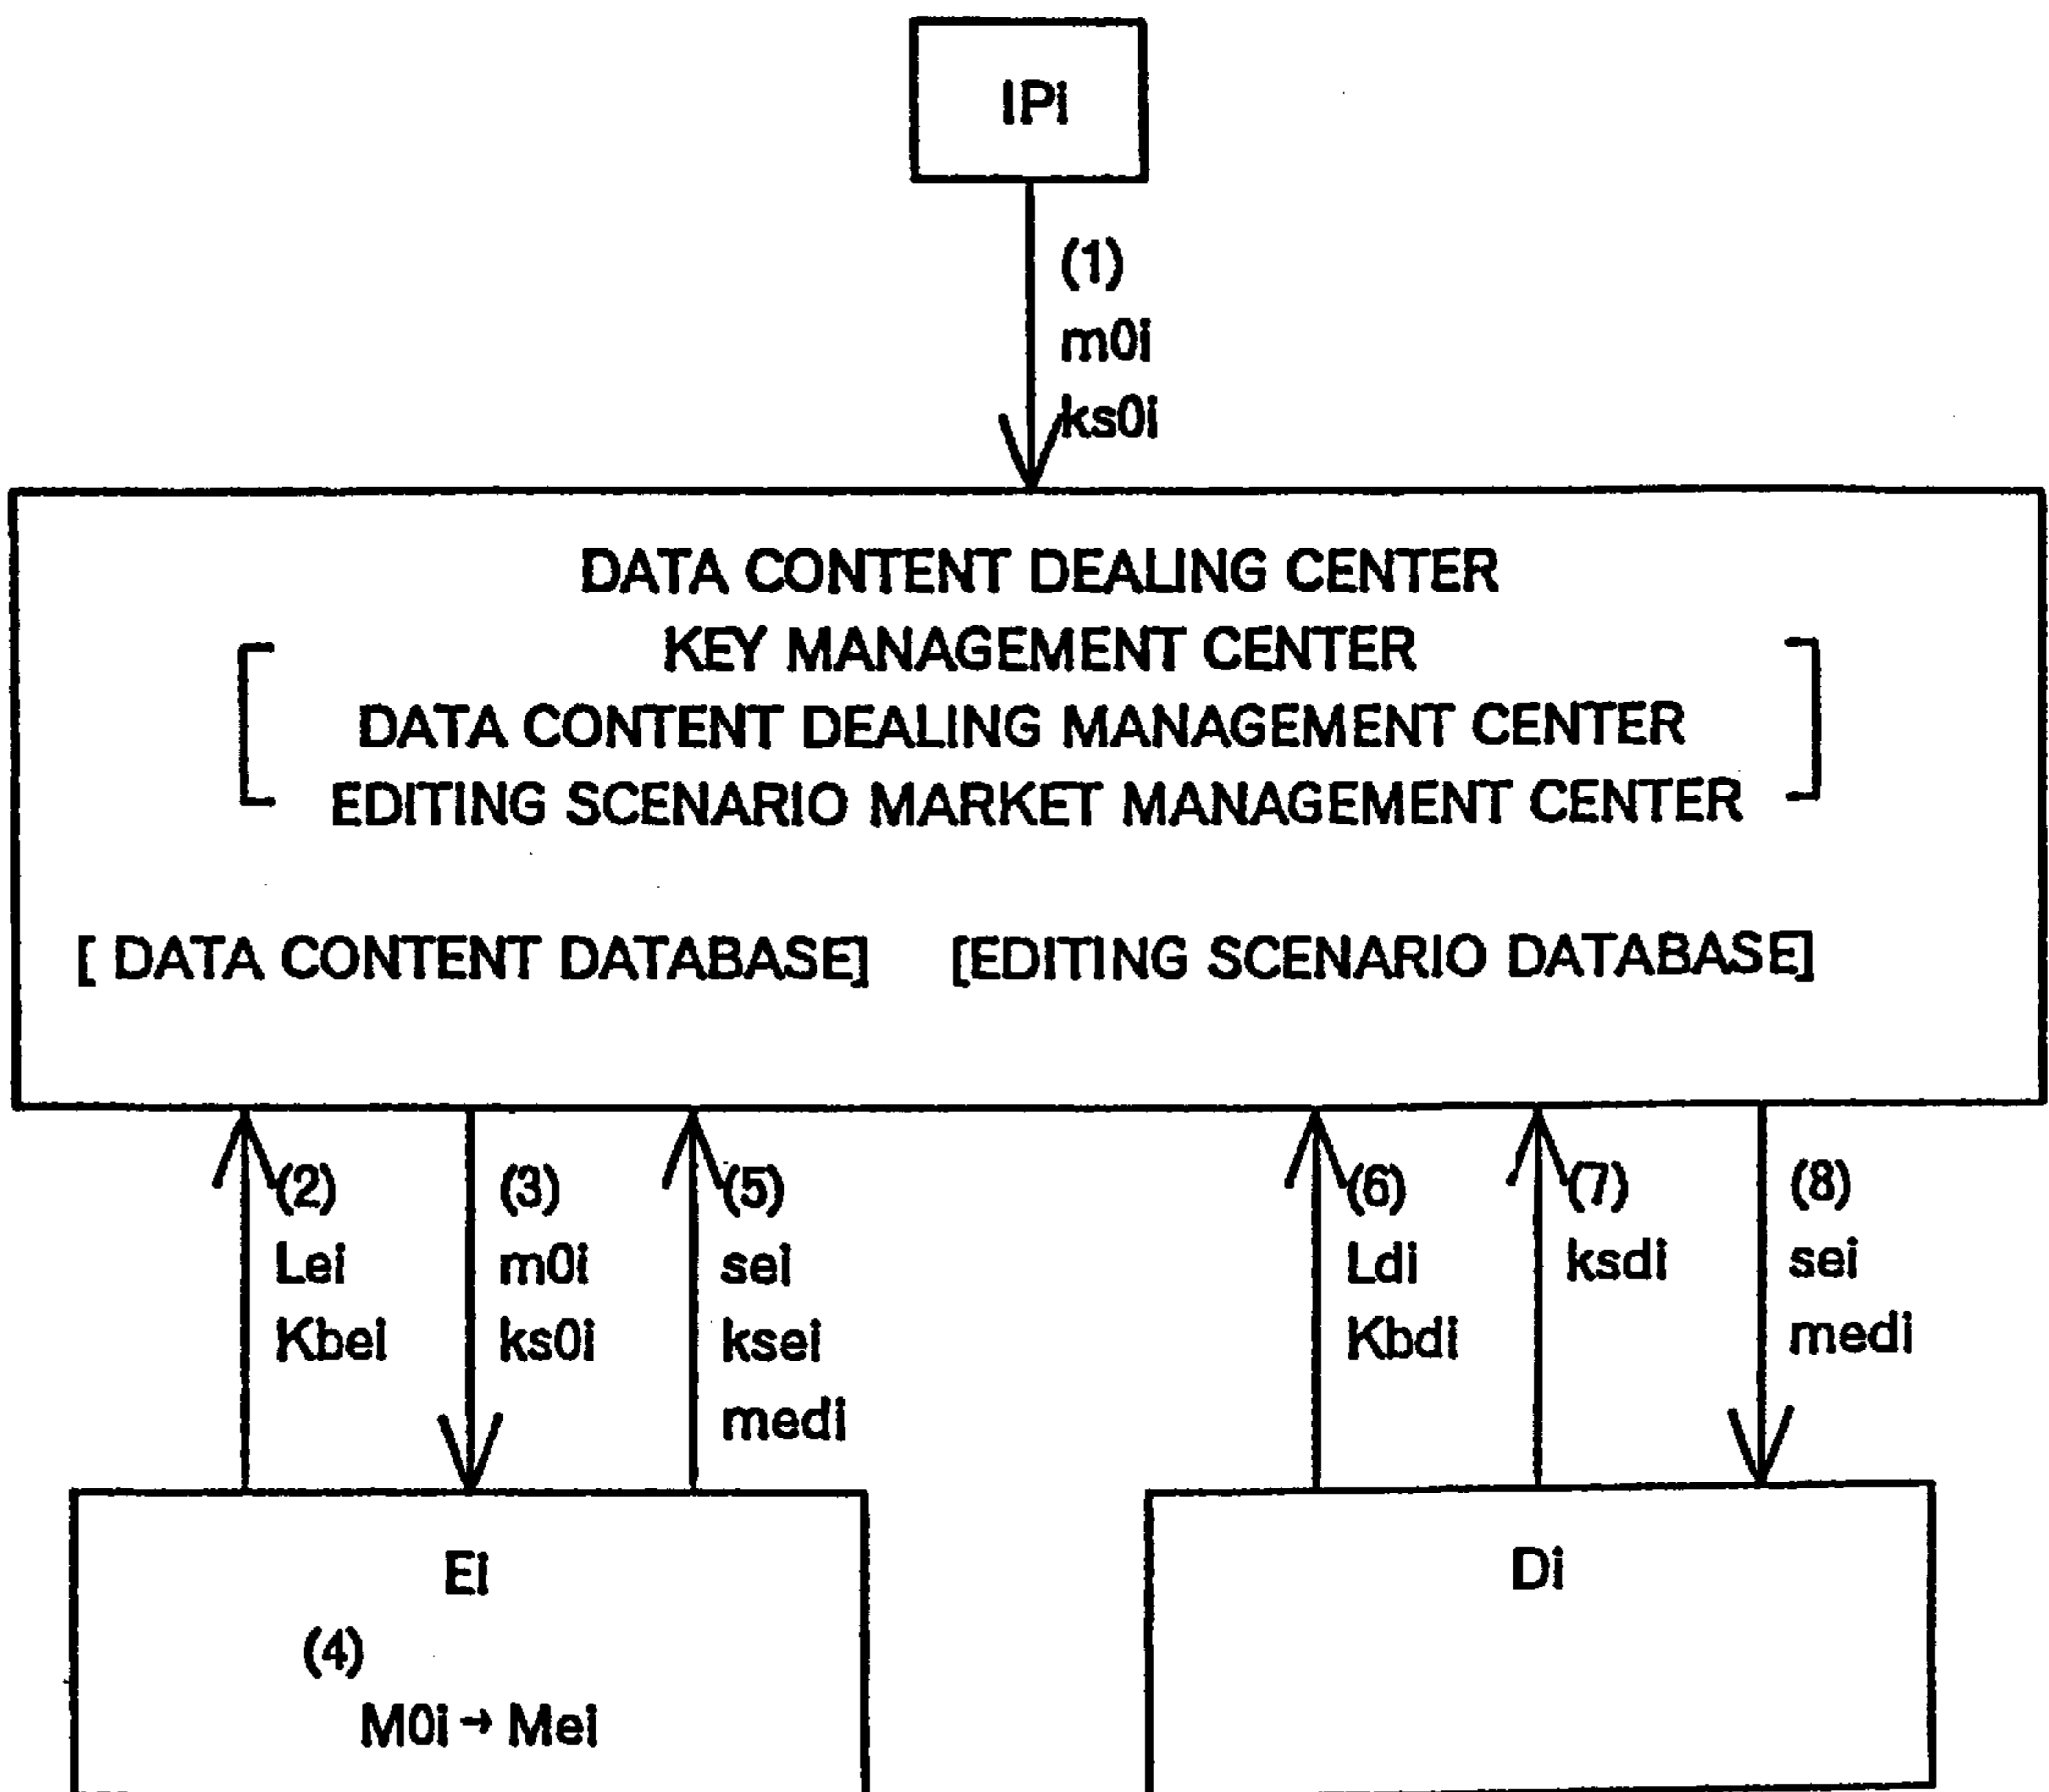 IPi
(1)
m0i
ks0i
DATA CONTENT DEALING CENTER
KEY MANAGEMENT CENTER
DATA CONTENT DEALING MANAGEMENT CENTER
EDITING SCENARIO MARKET MANAGEMENT CENTER
[ DATA CONTENT DATABASE] [EDITING SCENARIO DATABASE]
(2)
Lei
Kbei
(3)
m0i
ks0i
(5)
sei
ksei
medi
(6)
Ldi
Kbdi
(7)
ksdi
(8)
sei
medi
Ei
(4)
M0i → Mei
Di